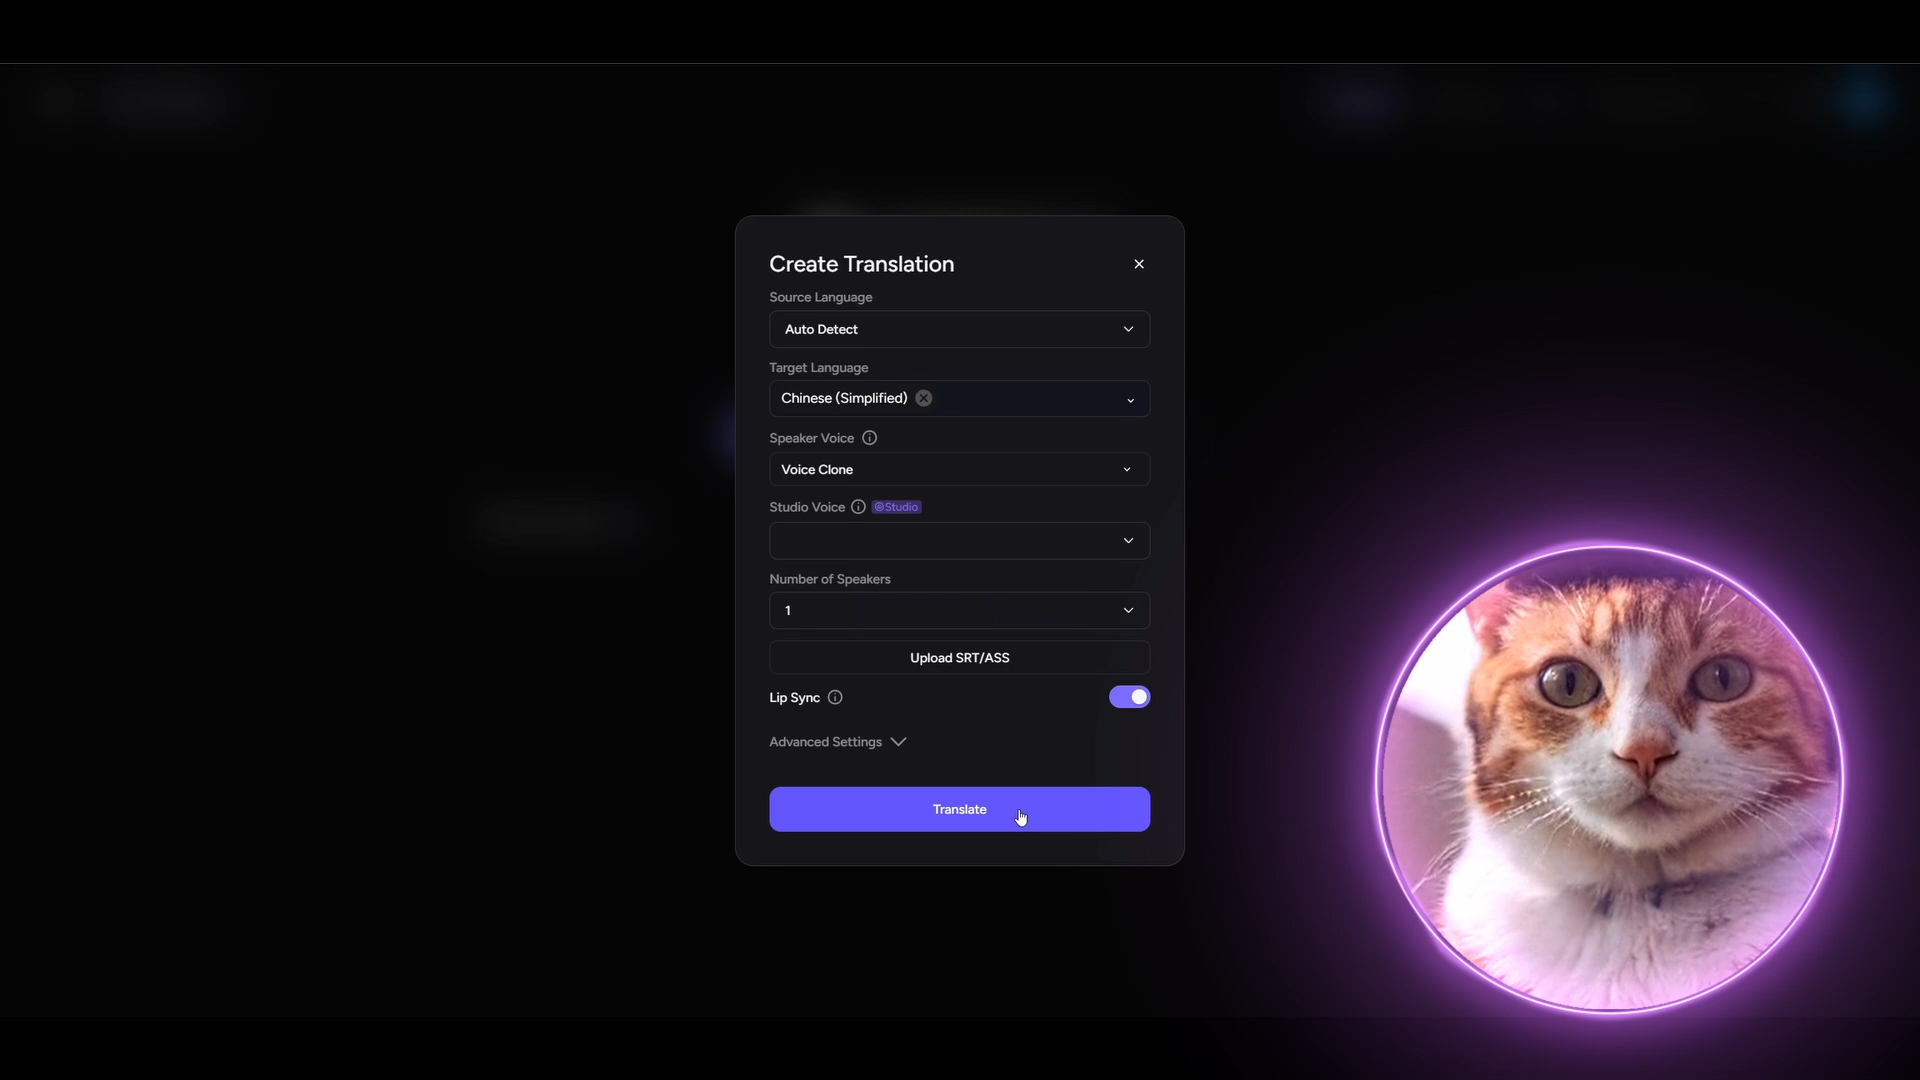 Create Translation
Source Language
Auto Detect
Target Language
Chinese (Simplified)
Speaker Voice
Voice Clone
Studio Voice
Studio
Number of Speakers
1
Upload SRT/ASS
Lip Sync
Advanced Settings
Translate